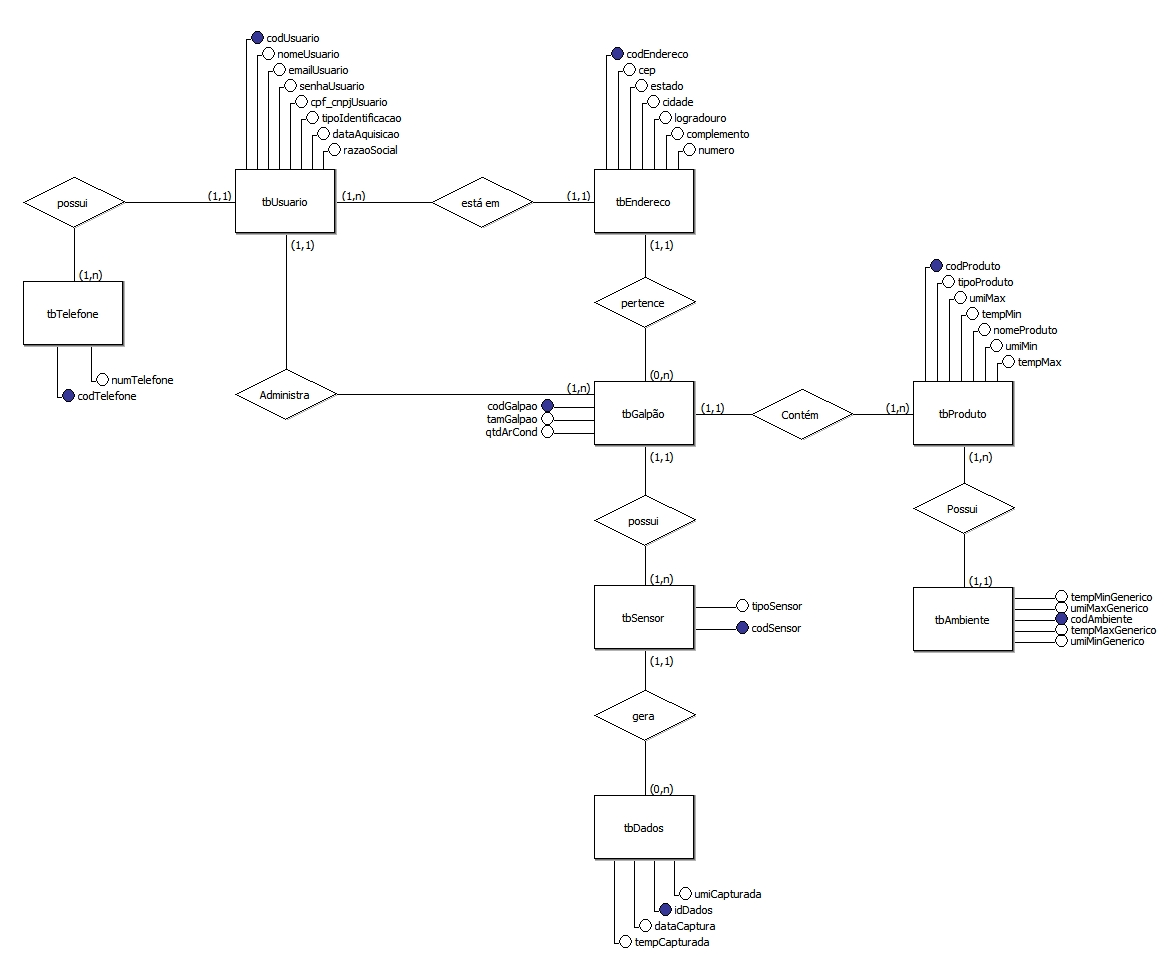 codUsuario
nomeUsuario
emailUsuario
senhaUsuario
cpf_cnpjUsuario
tipoIdentificacao
dataAquisicao
razaoSocial
codEndereco
cep
estado
cidade
logradouro
complemento
numero
possui
(1,1)
tbUsuario
(1,n)
está em
(1,1)
tbEndereco
(1,1)
(1,1)
(1,n)
tbTelefone
numTelefone
codTelefone
pertence
(0,n)
codProduto
tipoProduto
umiMax
tempMin
nomeProduto
umiMin
tempMax
Administra
(1,n)
codGalpao
tamGalpao
qtdArCond
tbGalpão
(1,1)
Contém
(1,n)
tbProduto
(1,1)
(1,n)
possui
Possui
(1,n)
(1,1)
tbSensor
tipoSensor
codSensor
tbAmbiente
tempMinGenerico
umiMaxGenerico
codAmbiente
tempMaxGenerico
umiMinGenerico
(1,1)
gera
(0,n)
tbDados
umiCapturada
idDados
dataCaptura
tempCapturada